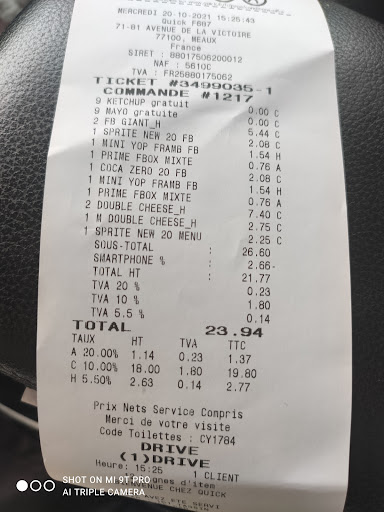 MERCREDI 20-10-2021 15:25:43
Quick F667
71-81 AVENUE DE LA VICTOIRE
77100, MEAUX
France
SIRET : 88017506200012
NAF : 5610C
TVA : FR25880175062
TICKET #3499035-1
COMMANDE #1217
9 KETCHUP gratuit 0.00 C
9 MAYO gratuite 0.00 C
2 FB GIANT_H 5.44 C
1 SPRITE NEW 20 FB 2.08 C
1 MINI YOP FRAMB FB 1.54 H
1 PRIME FBOX MIXTE 0.76 A
1 COCA ZERO 20 FB 2.08 C
1 MINI YOP FRAMB FB 1.54 H
1 PRIME FBOX MIXTE 0.76 A
2 DOUBLE CHEESE_H 7.40 C
1 M DOUBLE CHEESE_H 2.75 C
1 SPRITE NEW 20 MENU 2.25 C
SOUS-TOTAL : 26.60
SMARTPHONE % : 2.66-
TOTAL HT : 21.77
TVA 20 % : 0.23
TVA 10 % : 1.80
TVA 5.5 % : 0.14
TOTAL 23.94
TAUX HT TVA TTC
A 20.00% 1.14 0.23 1.37
C 10.00% 18.00 1.80 19.80
H 5.50% 2.63 0.14 2.77
Prix Nets Service Compris
Merci de votre visite
Code Toilettes : CY1784
DRIVE
(1)DRIVE
Heure: 15:25 1 CLIENT
lignes d'item
CHEZ QUICK
SERVI
SHOT ON MI 9T PRO
AI TRIPLE CAMERA